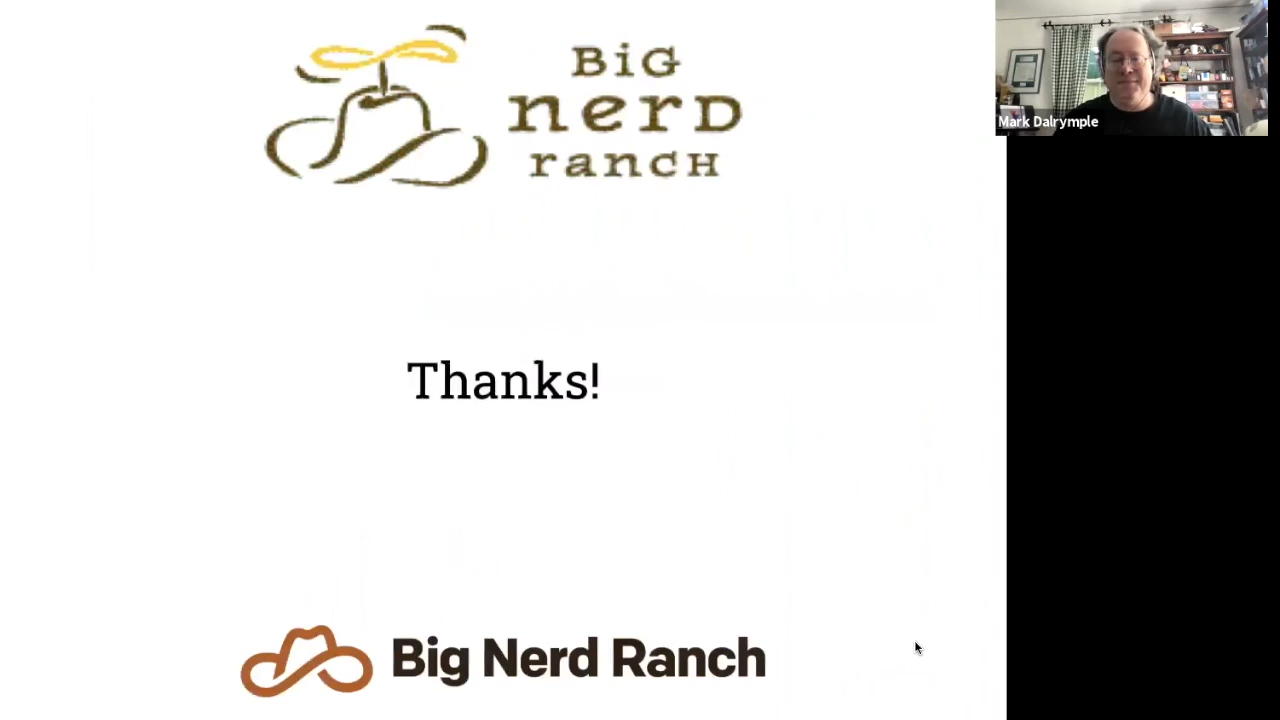 BiG
nerD
rancH
Mark Dalrymple
Thanks!
Big Nerd Ranch